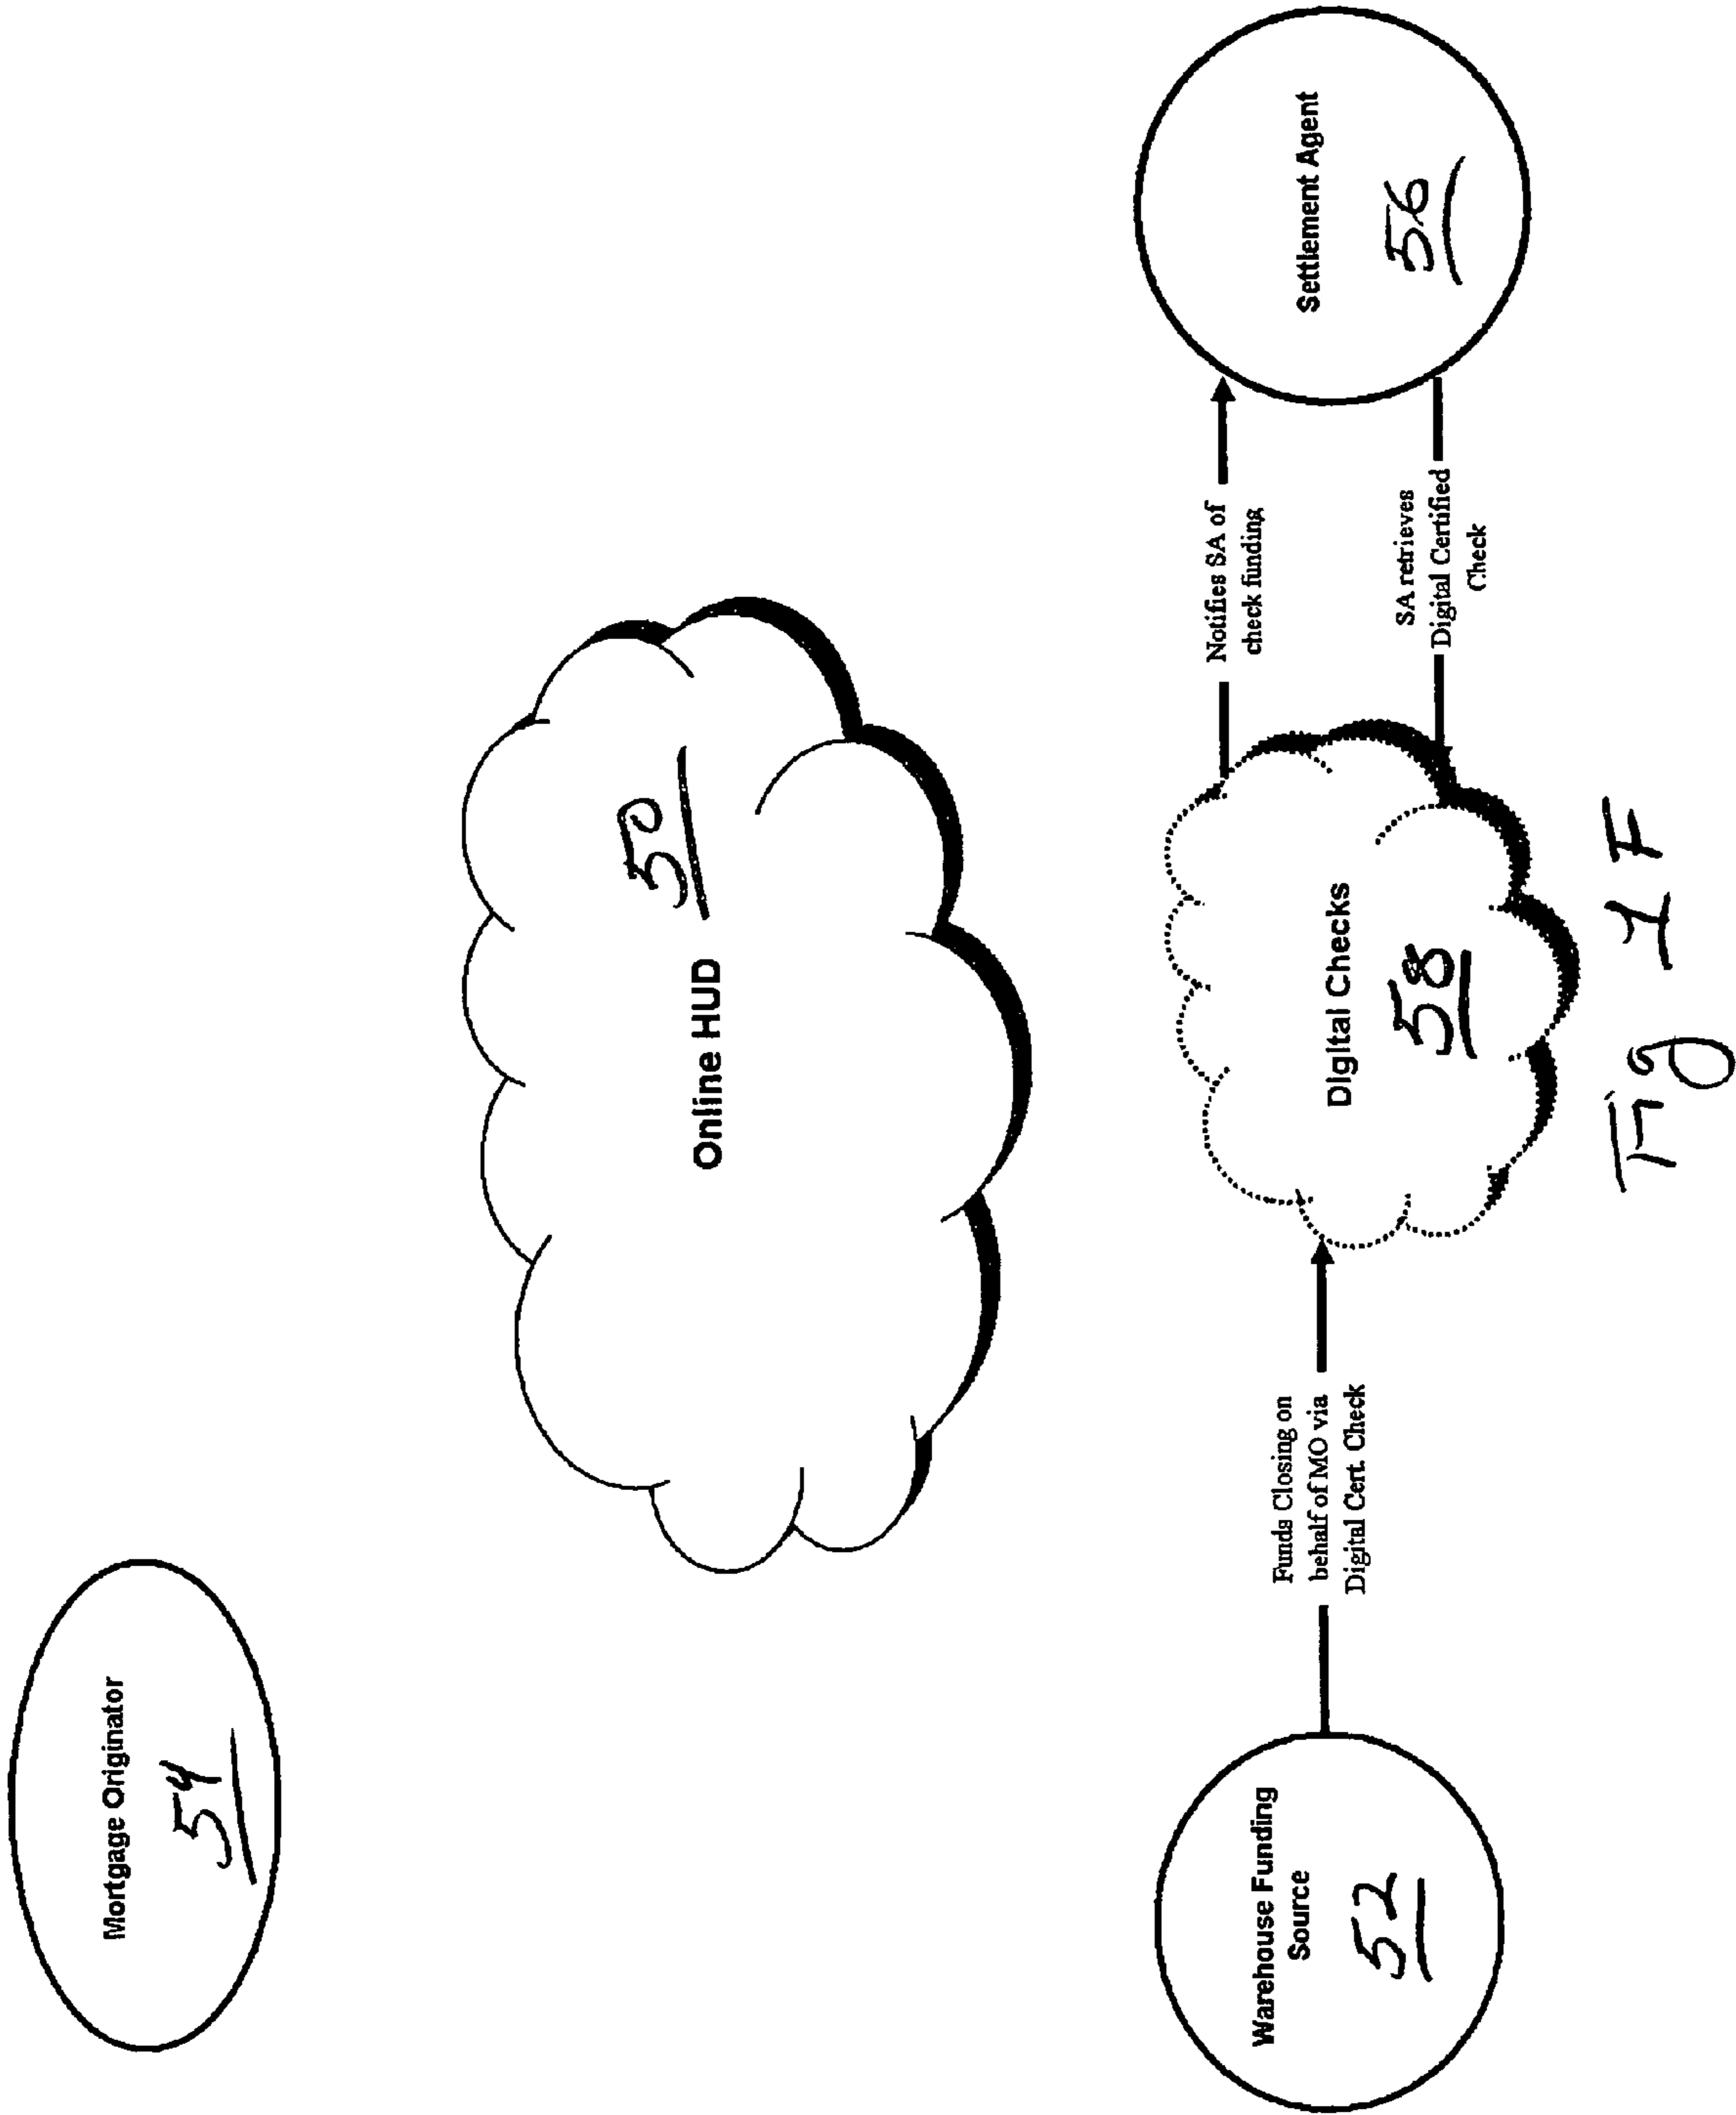 Mortgage Originator
54
Online HUD
50
Warehouse Funding
Source
52
Funds Closing on
behalf of MO via
Digital Cert. Check
Digital Checks
58
Notifies SA of
check funding
SA retrieves
Digital Certified
Check
Settlement Agent
56
Fig 1F